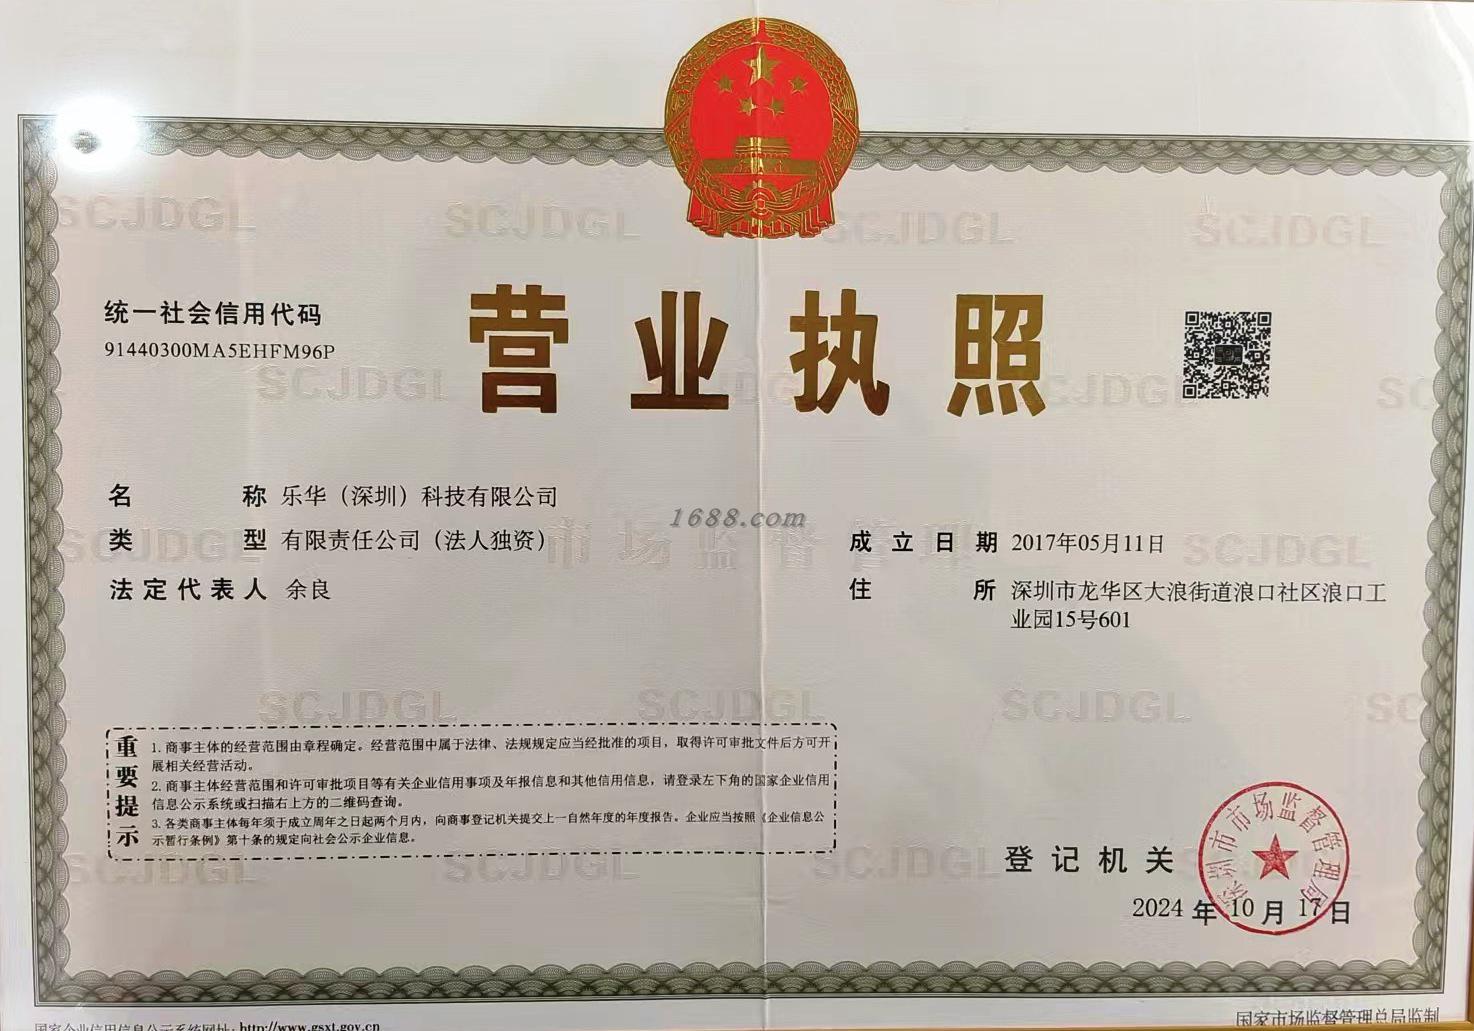 营业执照
统一社会信用代码
91440300MA5EHFM96P
名称 乐华（深圳）科技有限公司
类型 有限责任公司（法人独资）
法定代表人 余良
成立日期 2017年05月11日
住所 深圳市龙华区大浪街道浪口社区浪口工
业园15号601
1688.com
市场监督管理
SCJDGL
重要提示
1. 商事主体的经营范围由章程确定。经营范围中属于法律、法规规定应当经批准的项目，取得许可审批文件后方可开
展相关经营活动。
2. 商事主体经营范围和许可审批项目等有关企业信用事项及年报信息和其他信用信息，请登录左下角的国家企业信用
信息公示系统或扫描右上方的二维码查询。
3. 各类商事主体每年须于成立周年之日起两个月内，向商事登记机关提交上一自然年度的年度报告。企业应当按照《企业信息公
示暂行条例》第十条的规定向社会公示企业信息。
登记机关
深圳市市场监督管理局
2024年10月17日
国家企业信用信息公示系统网址：http://www.gsxt.gov.cn
国家市场监督管理总局监制